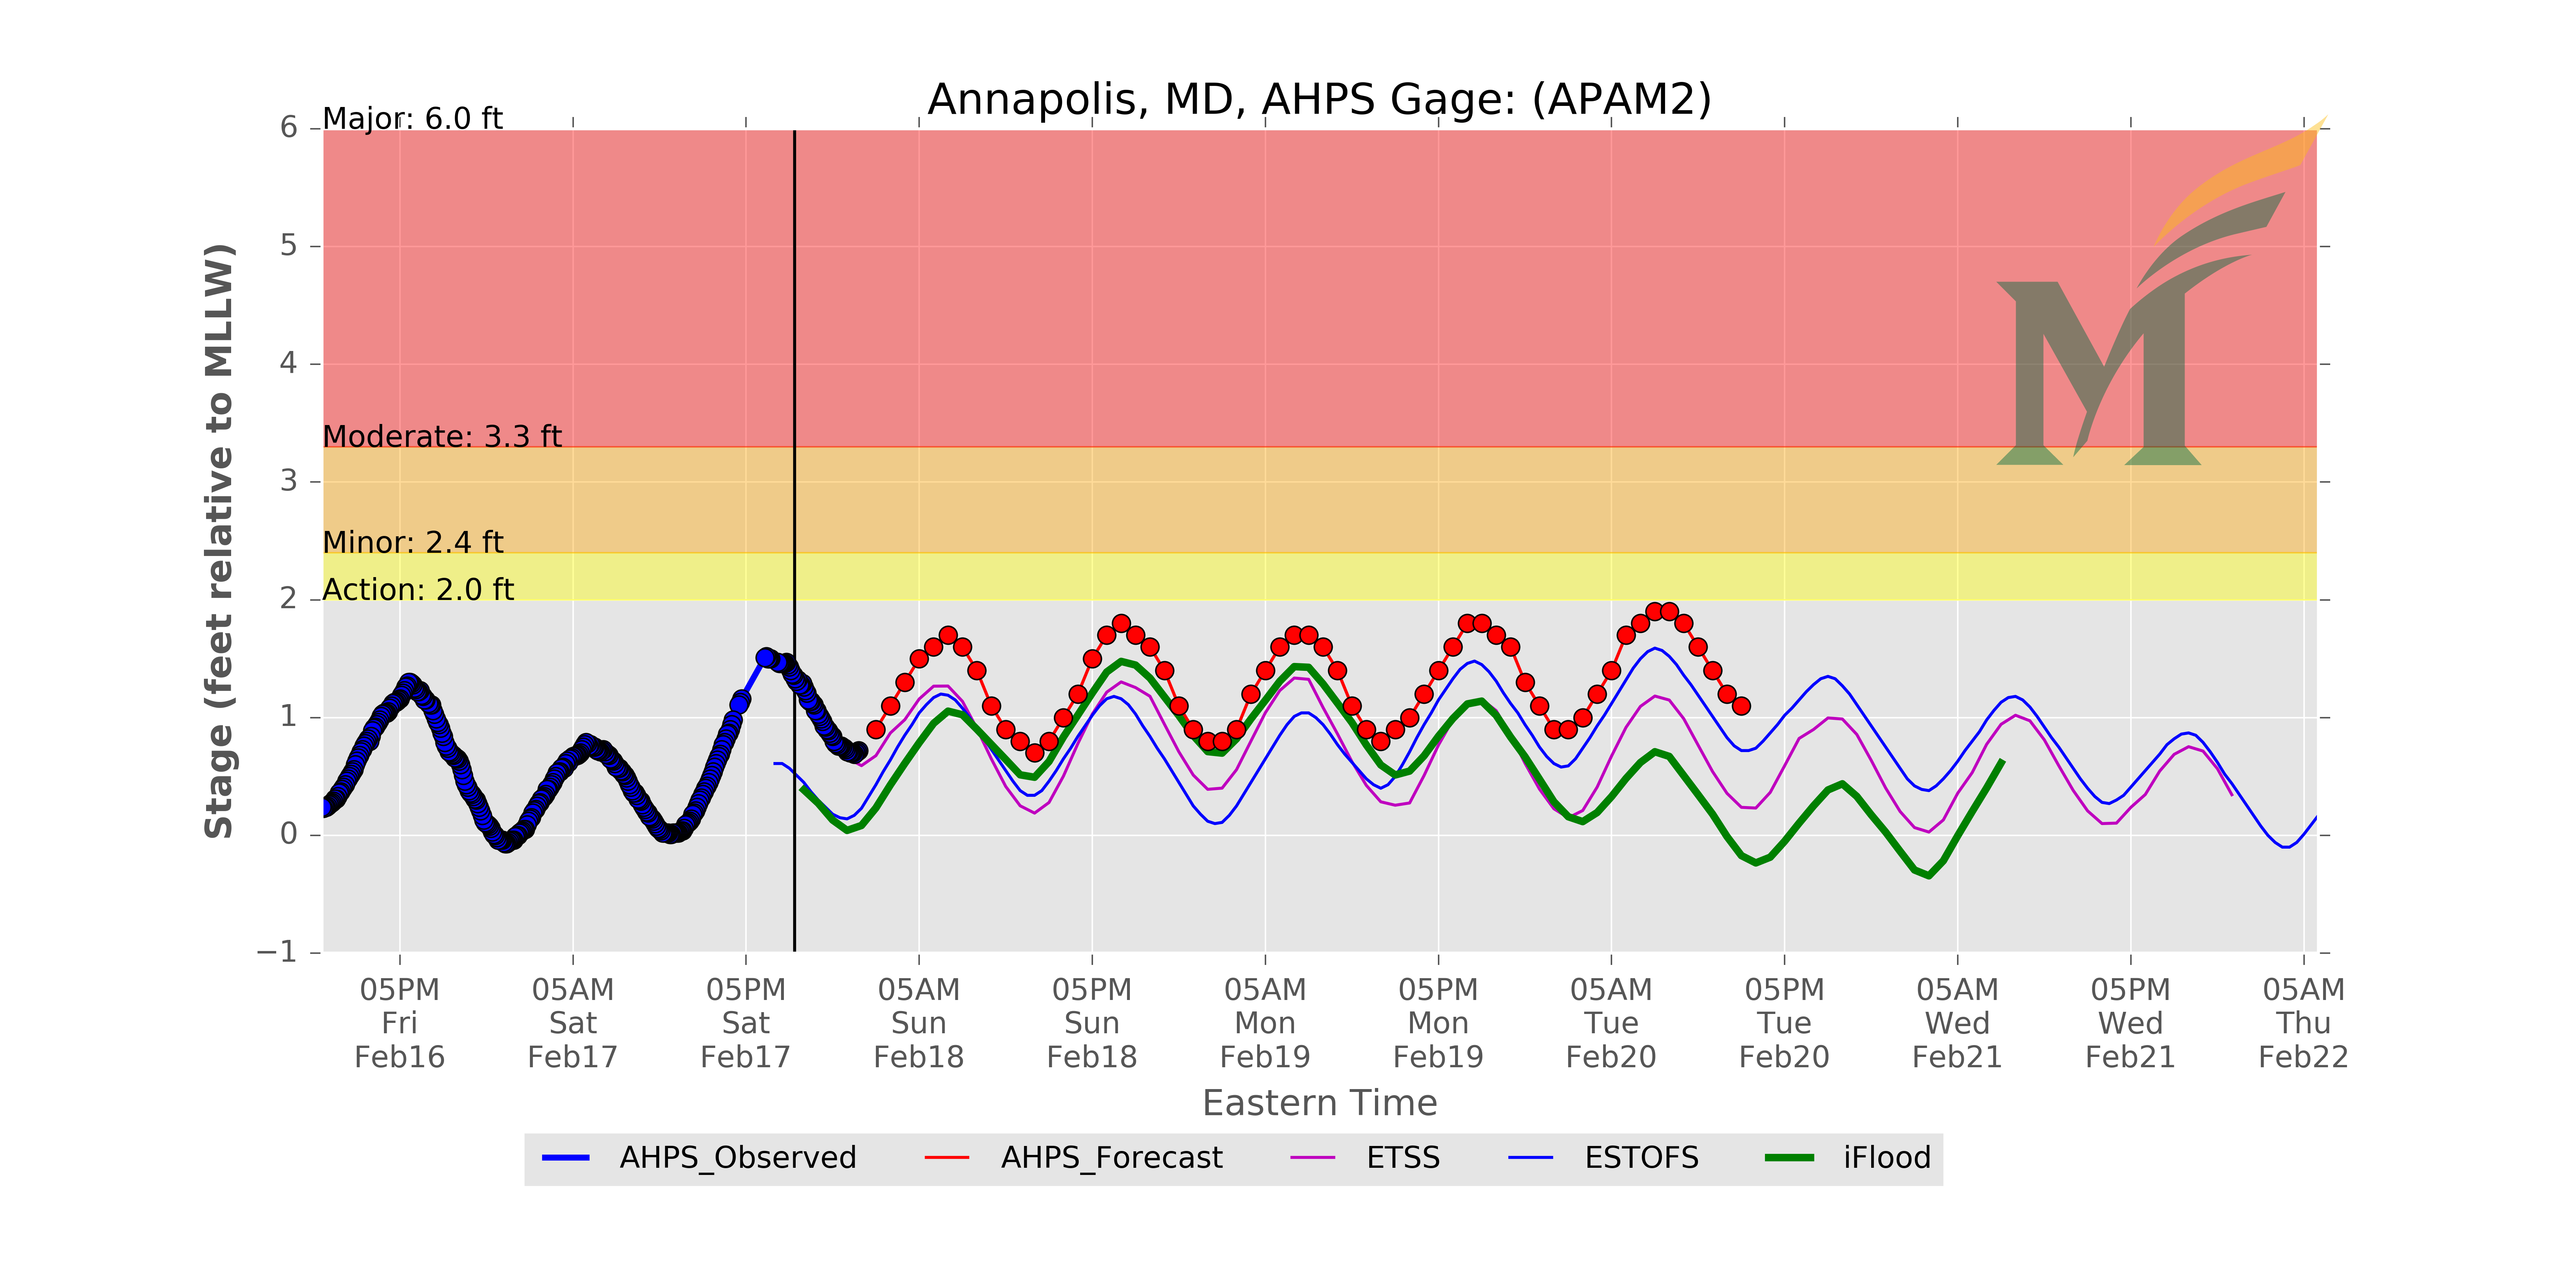 Annapolis, MD, AHPS Gage: (APAM2)
Major: 6.0 ft
Moderate: 3.3 ft
Minor: 2.4 ft
Action: 2.0 ft
Stage (feet relative to MLLW)
6
5
4
3
2
1
0
−1
05PM 05AM 05PM 05AM 05PM 05AM 05PM 05AM 05PM 05AM 05PM 05AM
Fri Sat Sat Sun Sun Mon Mon Tue Tue Wed Wed Thu
Feb16 Feb17 Feb17 Feb18 Feb18 Feb19 Feb19 Feb20 Feb20 Feb21 Feb21 Feb22
Eastern Time
AHPS_Observed AHPS_Forecast ETSS ESTOFS iFlood